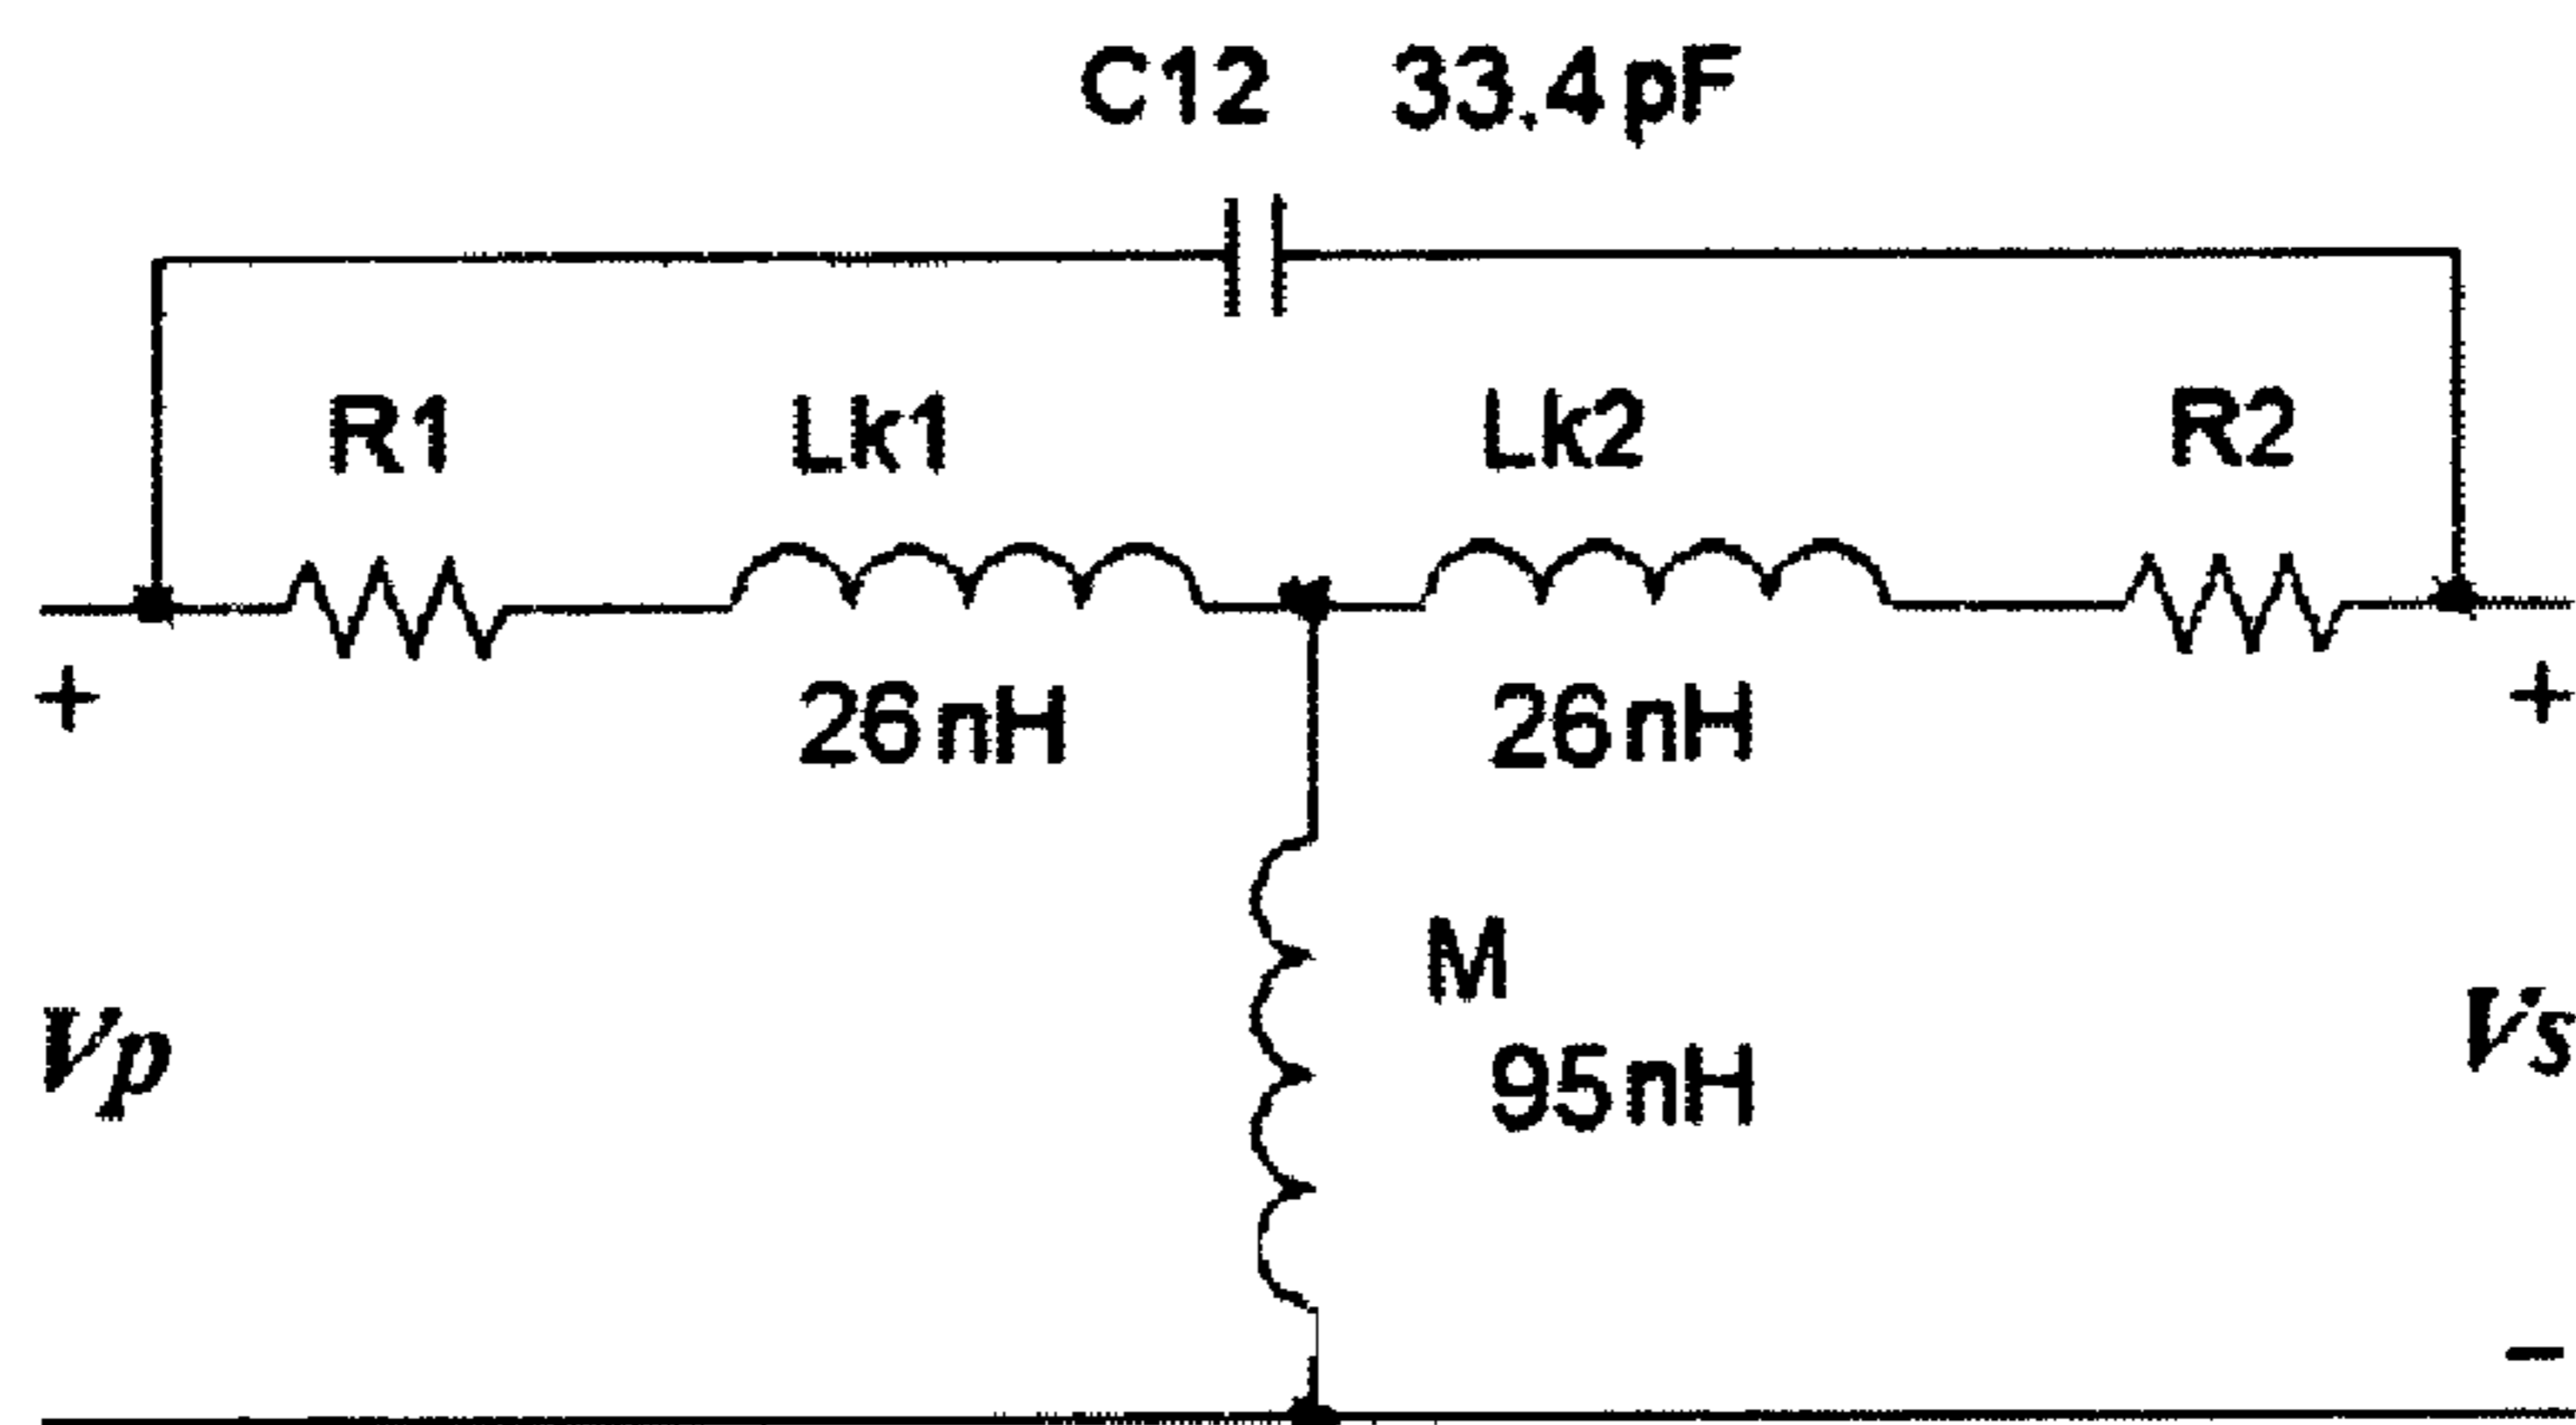 C12 33.4pF
R1 Lk1 Lk2 R2
+ 26nH 26nH +
M
Vp 95nH Vs
−